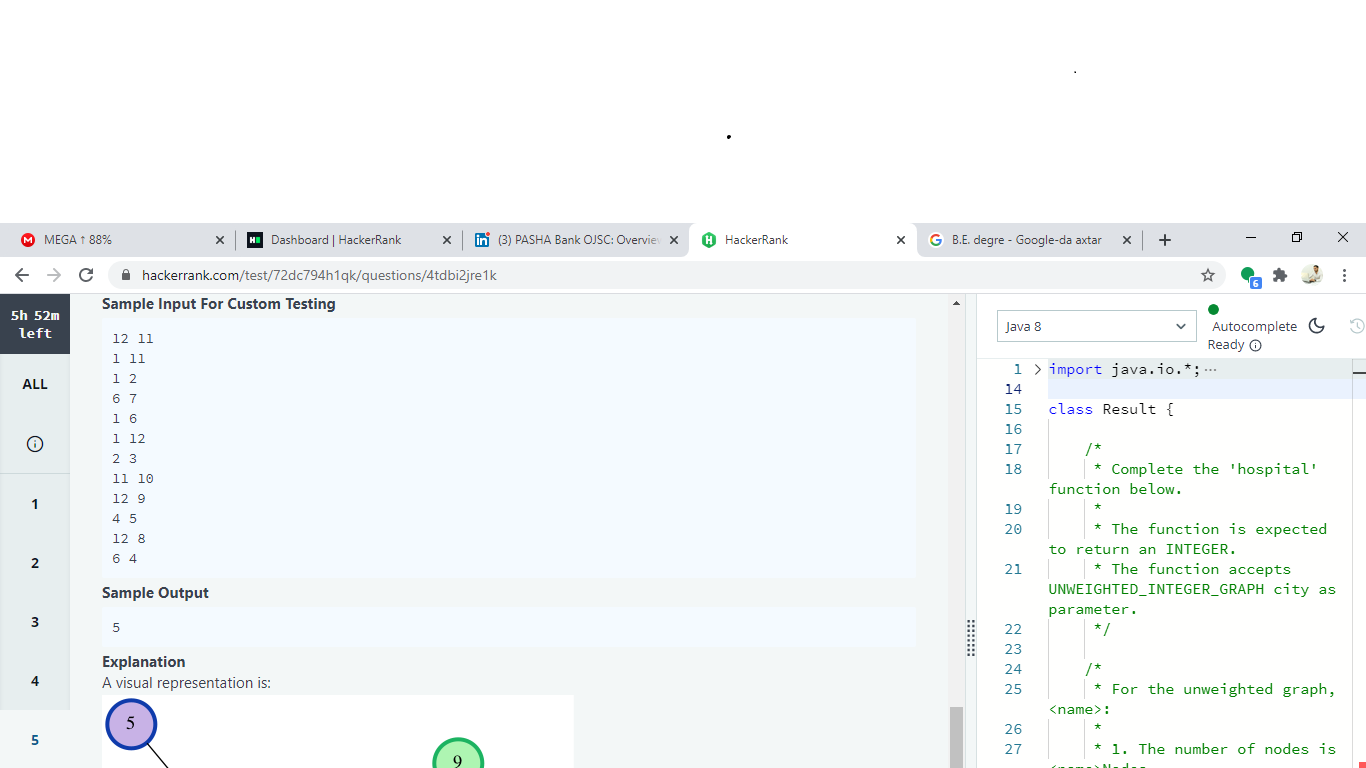 MEGA ↑ 88%
Dashboard | HackerRank
(3) PASHA Bank OJSC: Overvie
HackerRank
B.E. degre - Google-da axtar
hackerrank.com/test/72dc794h1qk/questions/4tdbi2jre1k
6
5h 52m
left
ALL
1
2
3
4
5
Sample Input For Custom Testing
12 11
1 11
1 2
6 7
1 6
1 12
2 3
11 10
12 9
4 5
12 8
6 4
Sample Output
5
Explanation
A visual representation is:
5
9
Java 8
Autocomplete
Ready
1 import java.io.*;
14
15 class Result {
16
17 /*
18 * Complete the 'hospital'
function below.
19 *
20 * The function is expected
to return an INTEGER.
21 * The function accepts
UNWEIGHTED_INTEGER_GRAPH city as
parameter.
22 */
23
24 /*
25 * For the unweighted graph,
<name>:
26 *
27 * 1. The number of nodes is
<name>Nodes